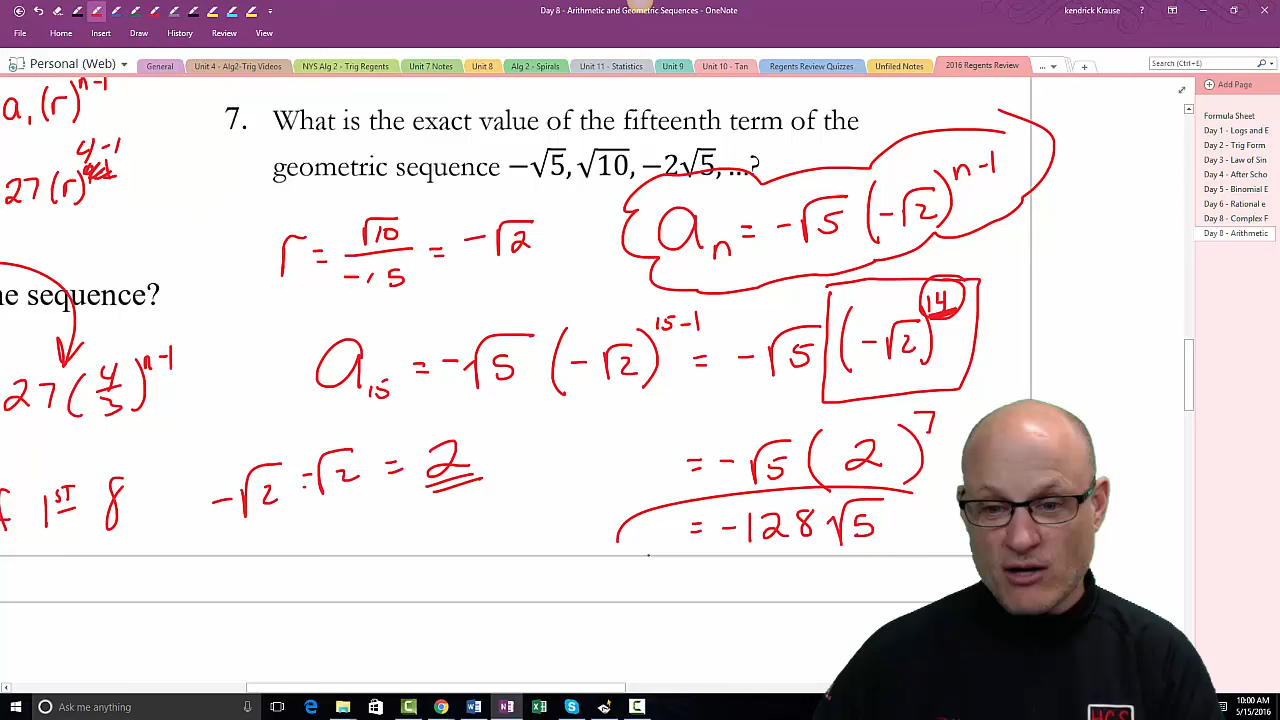 Day 8 - Arithmetic and Geometric Sequences - OneNote
kendrick Krause
File Home Insert Draw History Review View
Personal (Web)
General Unit 4 - Alg2-Trig Videos NYS Alg 2 - Trig Regents Unit 7 Notes Unit 8 Alg 2 - Spirals Unit 11 - Statistics Unit 9 Unit 10 - Tan Regents Review Quizzes Unfiled Notes 2016 Regents Review ...
Search (Ctrl+E)
Add Page
Formula Sheet
Day 1 - Logs and E
Day 2 - Trig Form
Day 3 - Law of Sin
Day 4 - After Scho
Day 5 - Binomial E
Day 6 - Rational e
Day 8 - Complex F
Day 8 - Arithmetic
a₁(r)ⁿ⁻¹
27(r)⁴⁻¹
ne sequence?
27(4/3)ⁿ⁻¹
1ST 8
7. What is the exact value of the fifteenth term of the
geometric sequence −√5, √10, −2√5, ...?
aₙ = -√5(-√2)ⁿ⁻¹
r = √10/-√5 = -√2
a₁₅ = -√5(-√2)¹⁵⁻¹ = -√5(-√2)¹⁴
-√2 · -√2 = 2
= -√5(2)⁷
= -128√5
Ask me anything
HCS
10:00 AM
5/15/2016